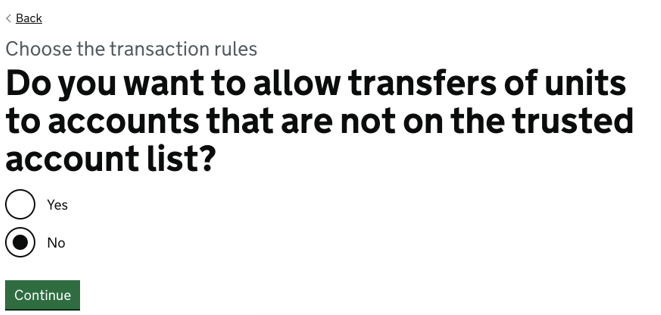 Back
Choose the transaction rules
Do you want to allow transfers of units
to accounts that are not on the trusted
account list?
Yes
No
Continue